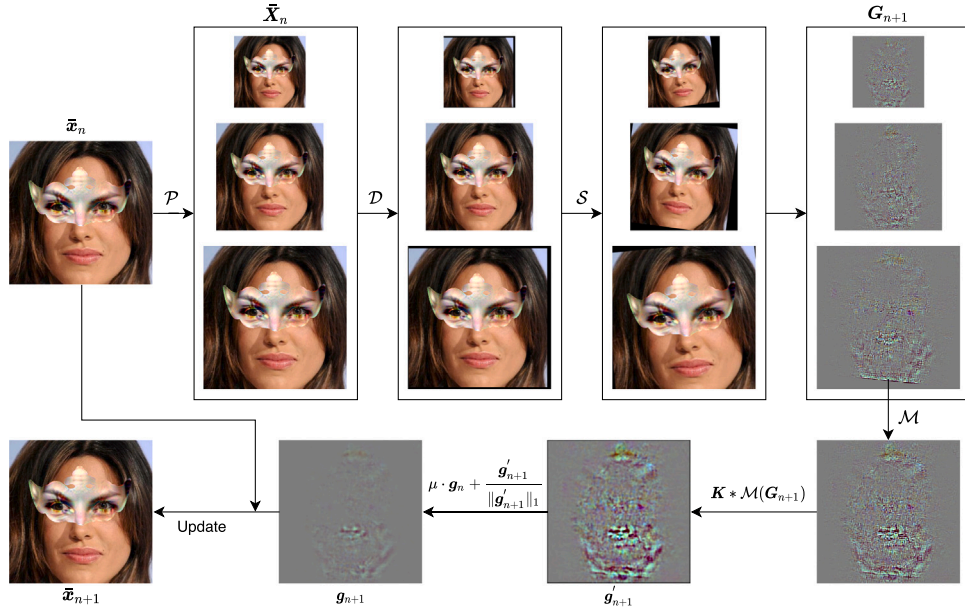 X̄ₙ
Gₙ₊₁
x̄ₙ
𝒫
𝒟
𝒮
ℳ
μ · gₙ + g′ₙ₊₁ / ‖g′ₙ₊₁‖₁
K ∗ ℳ(Gₙ₊₁)
Update
x̄ₙ₊₁
gₙ₊₁
g′ₙ₊₁